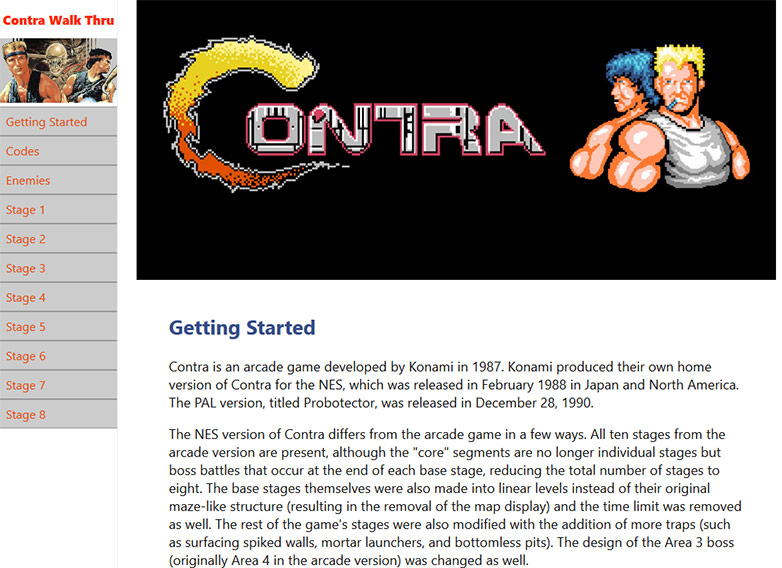 Contra Walk Thru
Getting Started
Codes
Enemies
Stage 1
Stage 2
Stage 3
Stage 4
Stage 5
Stage 6
Stage 7
Stage 8
CONTRA
Getting Started
Contra is an arcade game developed by Konami in 1987. Konami produced their own home
version of Contra for the NES, which was released in February 1988 in Japan and North America.
The PAL version, titled Probotector, was released in December 28, 1990.
The NES version of Contra differs from the arcade game in a few ways. All ten stages from the
arcade version are present, although the "core" segments are no longer individual stages but
boss battles that occur at the end of each base stage, reducing the total number of stages to
eight. The base stages themselves were also made into linear levels instead of their original
maze-like structure (resulting in the removal of the map display) and the time limit was removed
as well. The rest of the game's stages were also modified with the addition of more traps (such
as surfacing spiked walls, mortar launchers, and bottomless pits). The design of the Area 3 boss
(originally Area 4 in the arcade version) was changed as well.